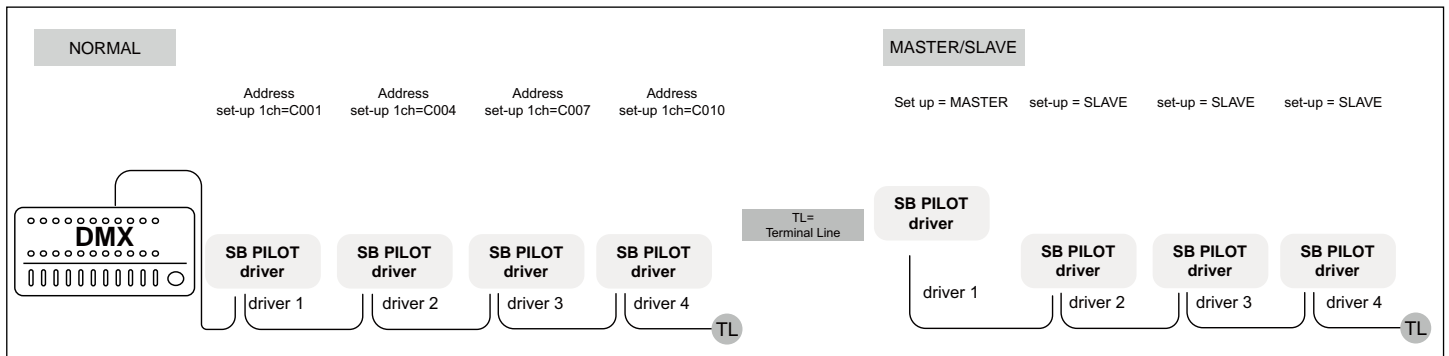 NORMAL
Address
set-up 1ch=C001
Address
set-up 1ch=C004
Address
set-up 1ch=C007
Address
set-up 1ch=C010
DMX
SB PILOT
driver
driver 1
SB PILOT
driver
driver 2
SB PILOT
driver
driver 3
SB PILOT
driver
driver 4
TL
TL=
Terminal Line
MASTER/SLAVE
Set up = MASTER
set-up = SLAVE
set-up = SLAVE
set-up = SLAVE
SB PILOT
driver
driver 1
SB PILOT
driver
driver 2
SB PILOT
driver
driver 3
SB PILOT
driver
driver 4
TL